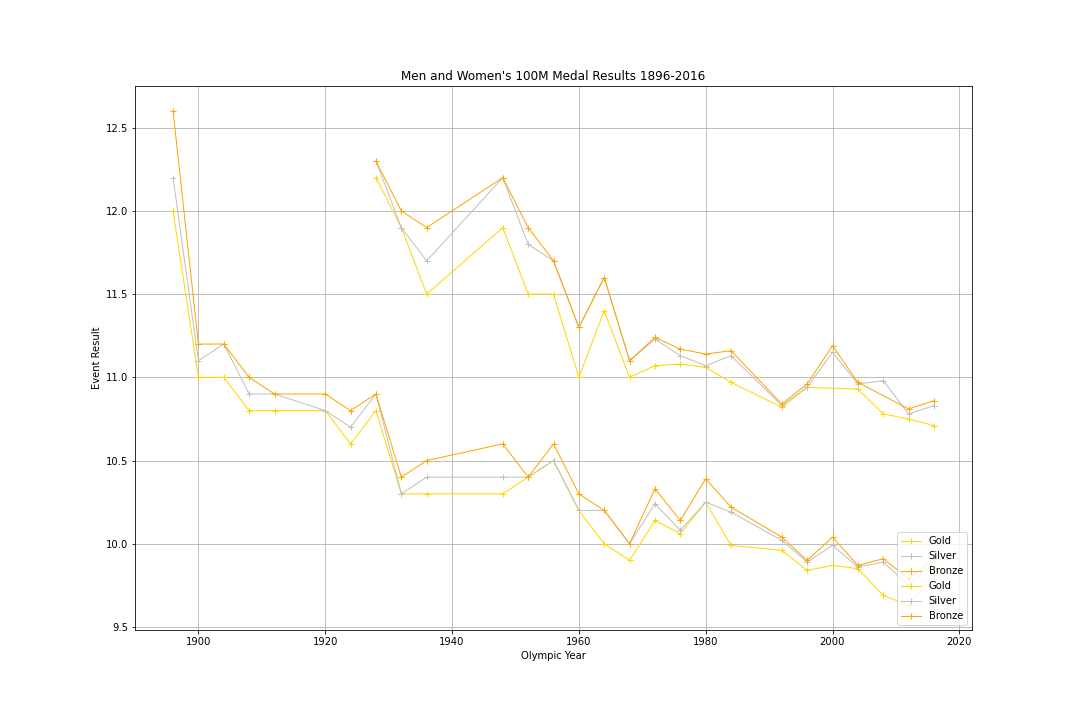 Men and Women's 100M Medal Results 1896-2016
Event Result
12.5
12.0
11.5
11.0
10.5
10.0
9.5
1900
1920
1940
1960
1980
2000
2020
Olympic Year
Gold
Silver
Bronze
Gold
Silver
Bronze